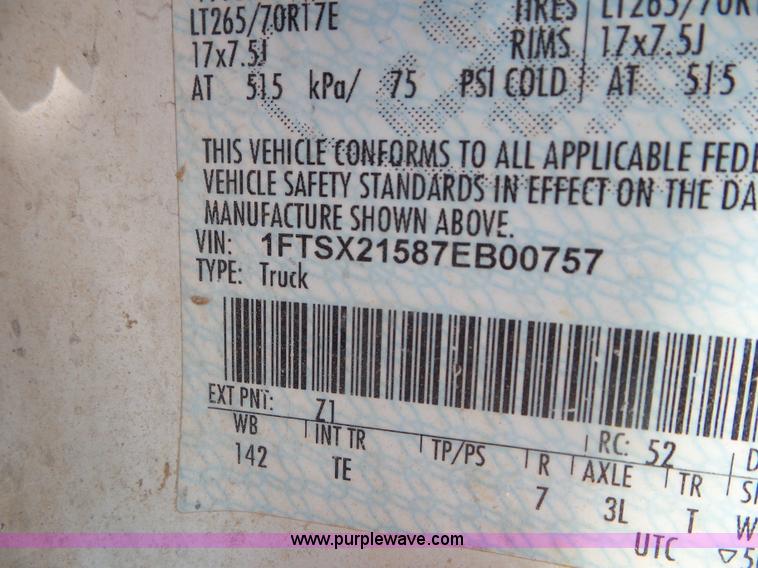 LT265/70R17E TIRES LT265/70R17E
17x7.5J RIMS 17x7.5J
AT 515 kPa/ 75 PSI COLD AT 515
THIS VEHICLE CONFORMS TO ALL APPLICABLE FEDE
VEHICLE SAFETY STANDARDS IN EFFECT ON THE DA
MANUFACTURE SHOWN ABOVE.
VIN: 1FTSX21587EB00757
TYPE: Truck
EXT PNT: Z1 RC: 52
WB INT TR TP/PS R AXLE TR
142 TE 7 3L T W
UTC
www.purplewave.com